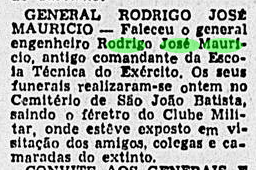 GENERAL RODRIGO JOSÉ
MAURICIO — Faleceu o general
engenheiro Rodrigo José Mauri-
cio, antigo comandante da Esco-
la Técnica do Exército. Os seus
funerais realizaram-se ontem no
Cemitério de São João Batista,
saindo o féretro do Clube Mili-
tar, onde estêve exposto em vi-
sitação dos amigos, colegas e ca-
maradas do extinto.